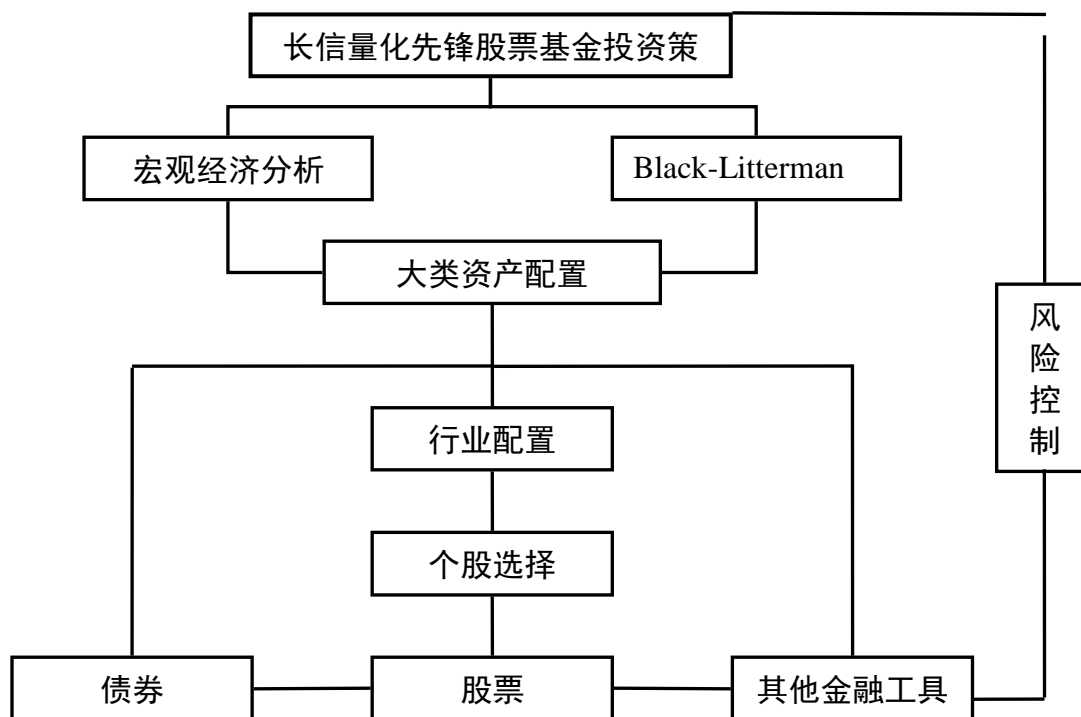 长信量化先锋股票基金投资策
宏观经济分析
Black-Litterman
大类资产配置
风
险
控
制
行业配置
个股选择
债券
股票
其他金融工具